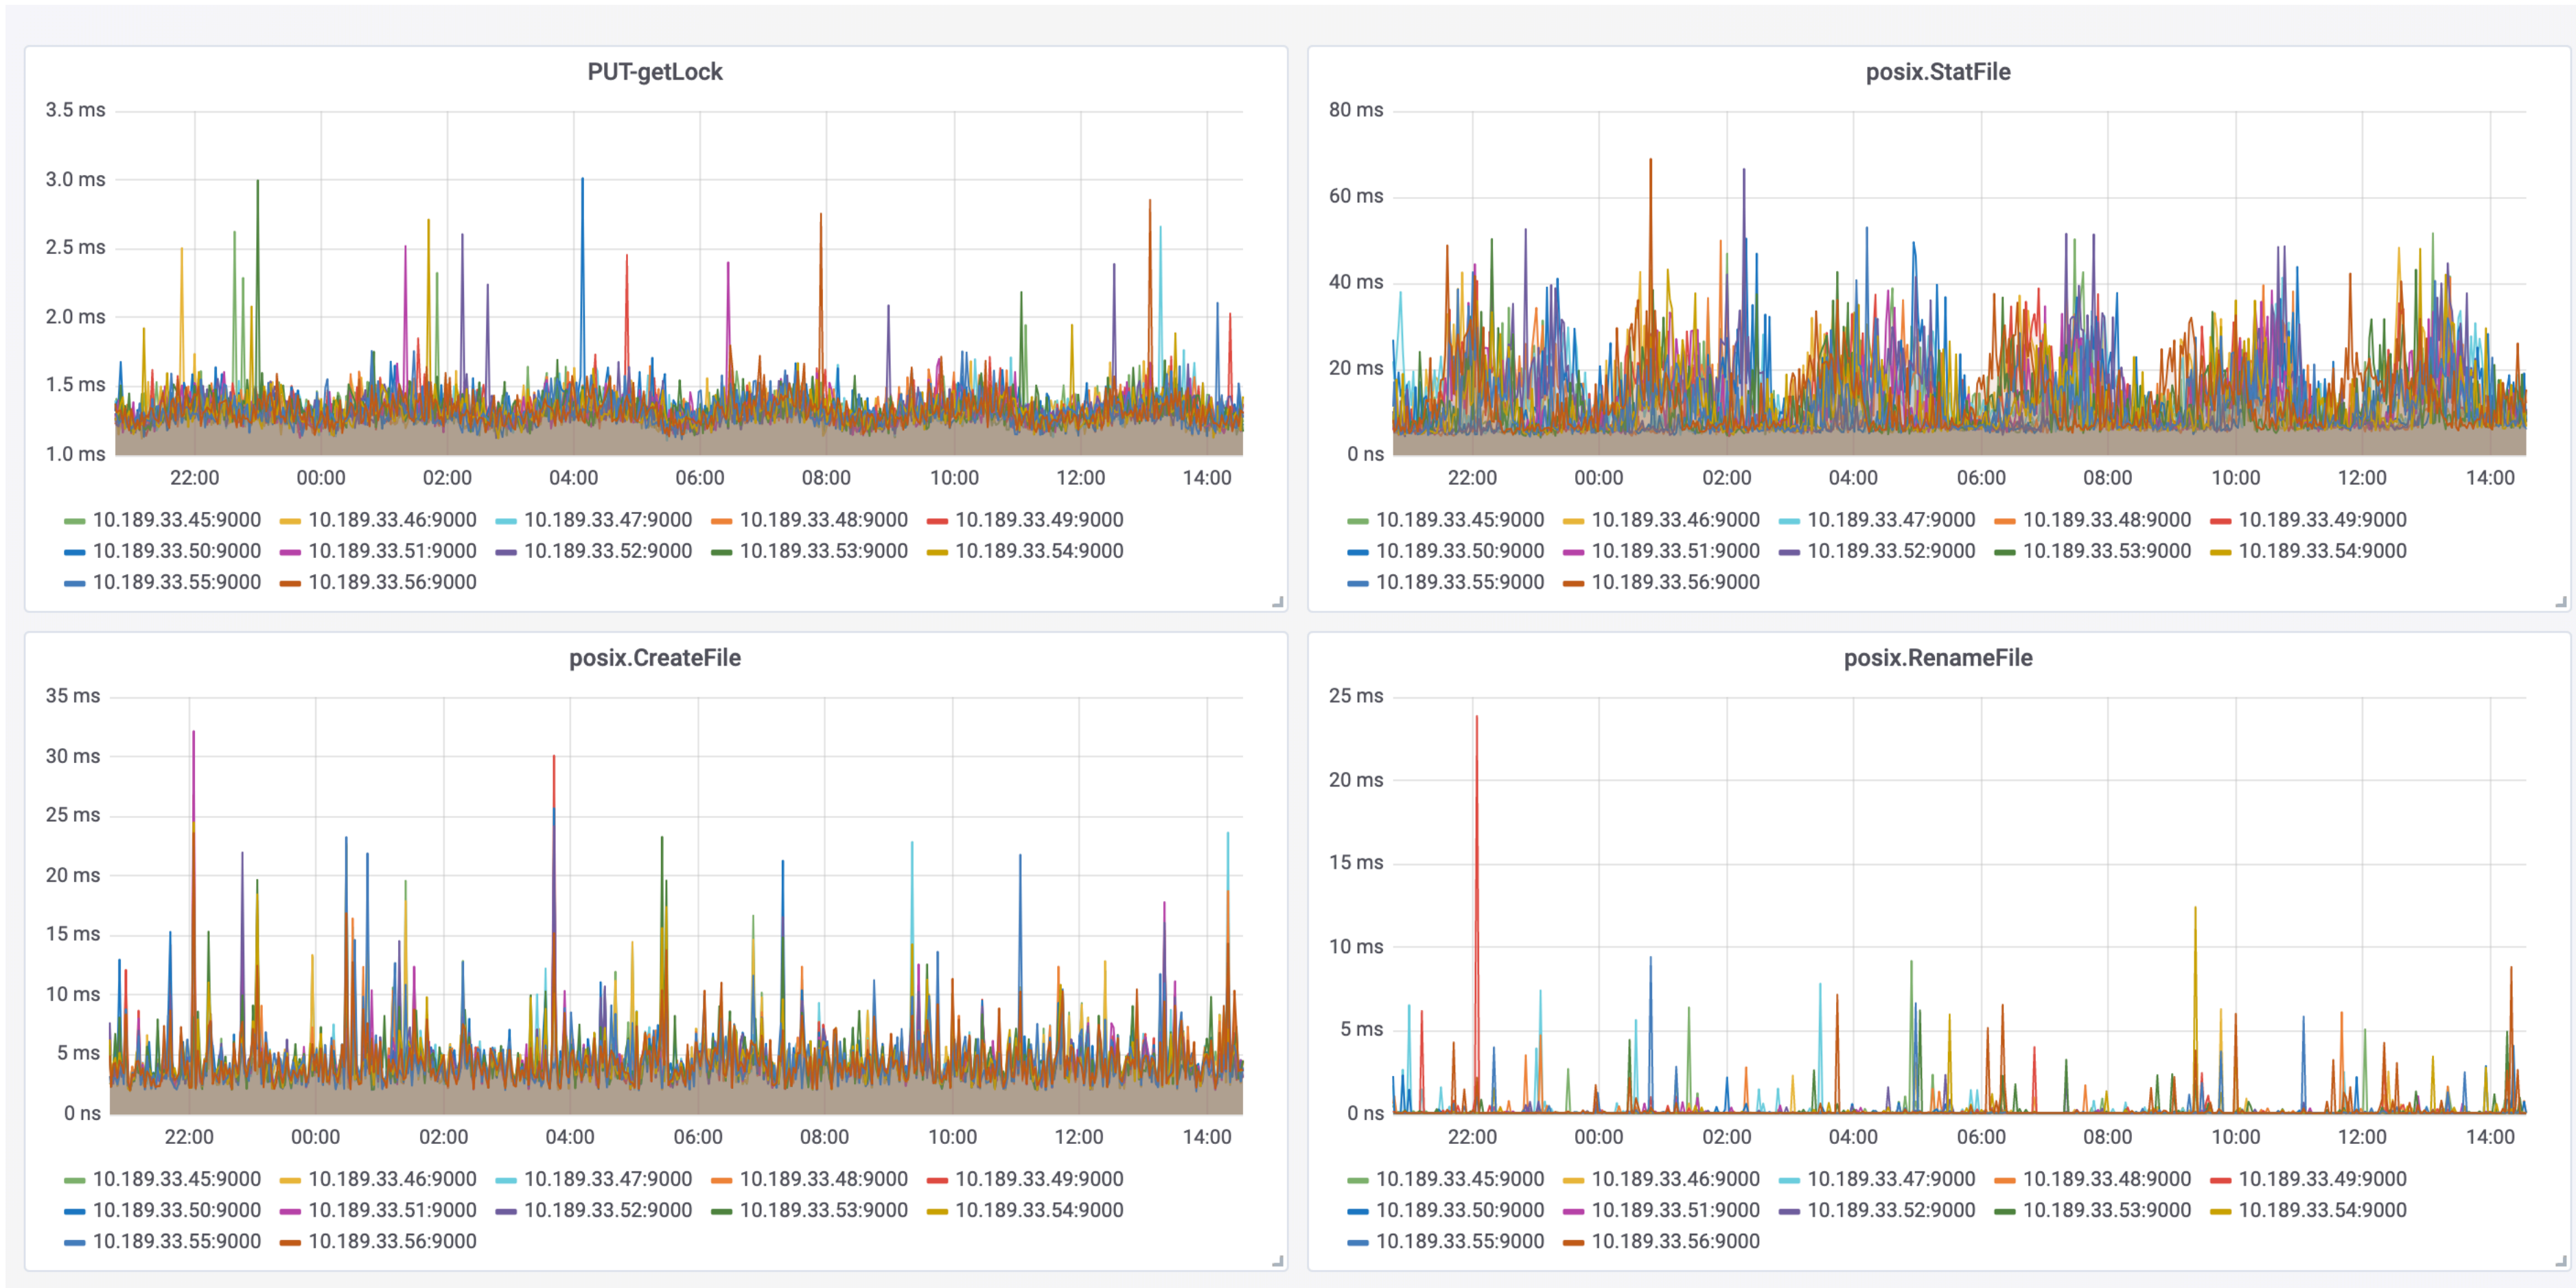 PUT-getLock
3.5 ms
3.0 ms
2.5 ms
2.0 ms
1.5 ms
1.0 ms
22:00 00:00 02:00 04:00 06:00 08:00 10:00 12:00 14:00
10.189.33.45:9000 10.189.33.46:9000 10.189.33.47:9000 10.189.33.48:9000 10.189.33.49:9000
10.189.33.50:9000 10.189.33.51:9000 10.189.33.52:9000 10.189.33.53:9000 10.189.33.54:9000
10.189.33.55:9000 10.189.33.56:9000
posix.StatFile
80 ms
60 ms
40 ms
20 ms
0 ns
22:00 00:00 02:00 04:00 06:00 08:00 10:00 12:00 14:00
10.189.33.45:9000 10.189.33.46:9000 10.189.33.47:9000 10.189.33.48:9000 10.189.33.49:9000
10.189.33.50:9000 10.189.33.51:9000 10.189.33.52:9000 10.189.33.53:9000 10.189.33.54:9000
10.189.33.55:9000 10.189.33.56:9000
posix.CreateFile
35 ms
30 ms
25 ms
20 ms
15 ms
10 ms
5 ms
0 ns
22:00 00:00 02:00 04:00 06:00 08:00 10:00 12:00 14:00
10.189.33.45:9000 10.189.33.46:9000 10.189.33.47:9000 10.189.33.48:9000 10.189.33.49:9000
10.189.33.50:9000 10.189.33.51:9000 10.189.33.52:9000 10.189.33.53:9000 10.189.33.54:9000
10.189.33.55:9000 10.189.33.56:9000
posix.RenameFile
25 ms
20 ms
15 ms
10 ms
5 ms
0 ns
22:00 00:00 02:00 04:00 06:00 08:00 10:00 12:00 14:00
10.189.33.45:9000 10.189.33.46:9000 10.189.33.47:9000 10.189.33.48:9000 10.189.33.49:9000
10.189.33.50:9000 10.189.33.51:9000 10.189.33.52:9000 10.189.33.53:9000 10.189.33.54:9000
10.189.33.55:9000 10.189.33.56:9000